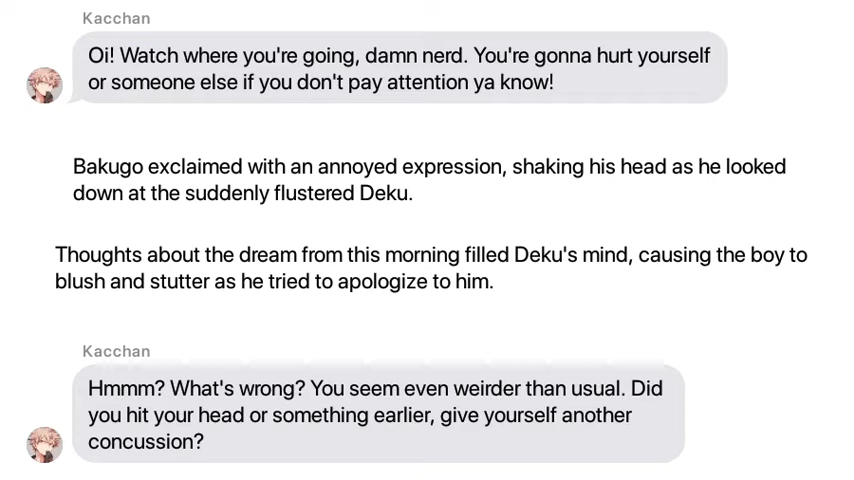 Kacchan
Oi! Watch where you're going, damn nerd. You're gonna hurt yourself
or someone else if you don't pay attention ya know!
Bakugo exclaimed with an annoyed expression, shaking his head as he looked
down at the suddenly flustered Deku.
Thoughts about the dream from this morning filled Deku's mind, causing the boy to
blush and stutter as he tried to apologize to him.
Kacchan
Hmmm? What's wrong? You seem even weirder than usual. Did
you hit your head or something earlier, give yourself another
concussion?